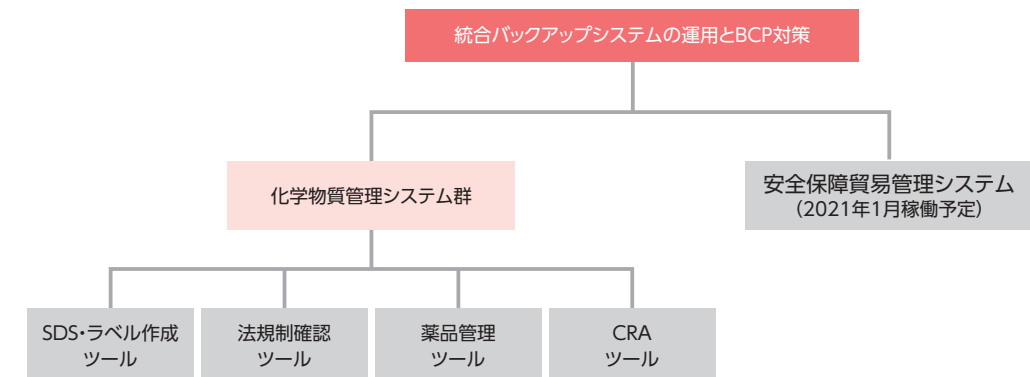 統合バックアップシステムの運用とBCP対策
化学物質管理システム群
安全保障貿易管理システム
（2021年1月稼働予定）
SDS・ラベル作成
ツール
法規制確認
ツール
薬品管理
ツール
CRA
ツール